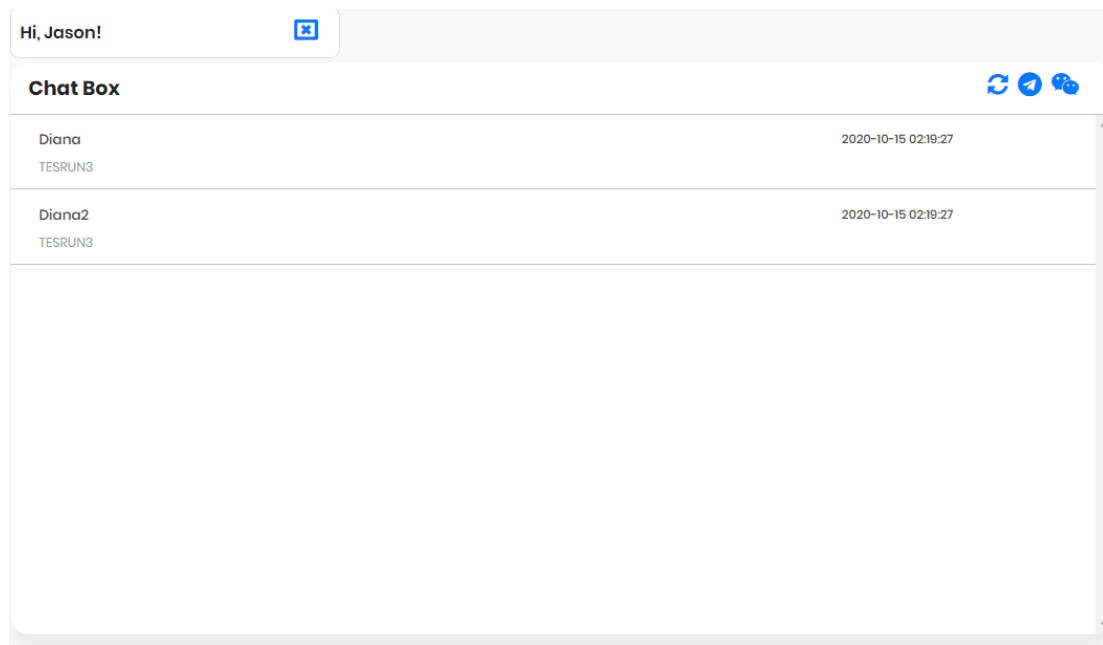 Hi, Jason!
Chat Box
Diana 2020-10-15 02:19:27
TESRUN3
Diana2 2020-10-15 02:19:27
TESRUN3